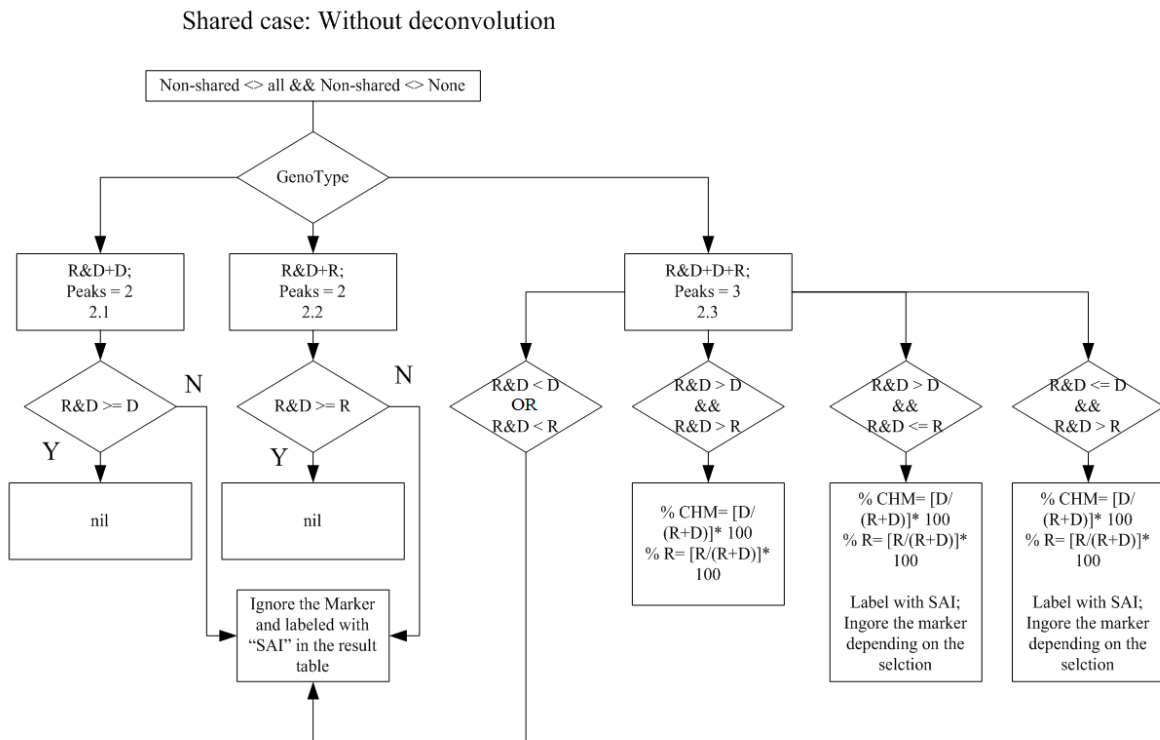 Shared case: Without deconvolution
Non-shared <> all && Non-shared <> None
GenoType
R&D+D;
Peaks = 2
2.1
R&D+R;
Peaks = 2
2.2
R&D+D+R;
Peaks = 3
2.3
R&D >= D
N
Y
R&D >= R
N
Y
R&D < D
OR
R&D < R
R&D > D
&&
R&D > R
R&D > D
&&
R&D <= R
R&D <= D
&&
R&D > R
nil
nil
% CHM= [D/
(R+D)]* 100
% R= [R/(R+D)]*
100
% CHM= [D/
(R+D)]* 100
% R= [R/(R+D)]*
100
Label with SAI;
Ingore the marker
depending on the
selction
% CHM= [D/
(R+D)]* 100
% R= [R/(R+D)]*
100
Label with SAI;
Ingore the marker
depending on the
selction
Ignore the Marker
and labeled with
“SAI” in the result
table